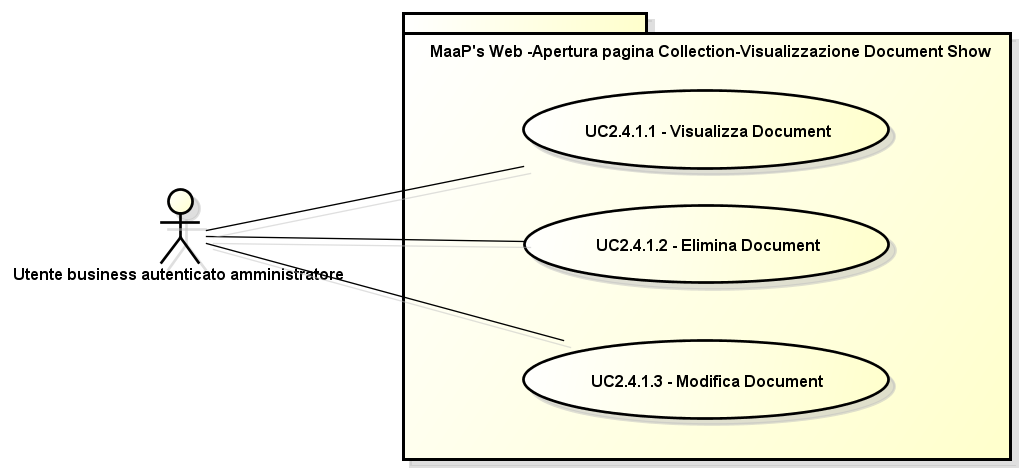 MaaP's Web -Apertura pagina Collection-Visualizzazione Document Show
UC2.4.1.1 - Visualizza Document
UC2.4.1.2 - Elimina Document
Utente business autenticato amministratore
UC2.4.1.3 - Modifica Document